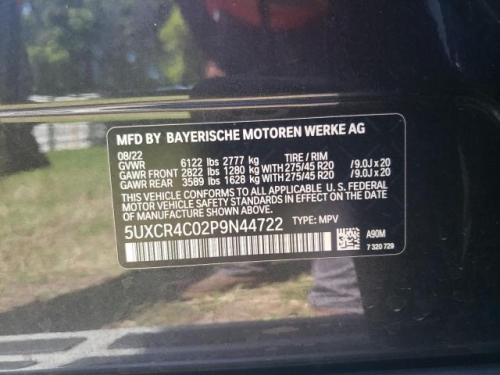 MFD BY BAYERISCHE MOTOREN WERKE AG
08/22
GVWR 6122 lbs 2777 kg TIRE / RIM
GAWR FRONT 2822 lbs 1280 kg WITH 275/45 R20 /9.0J x 20
GAWR REAR 3589 lbs 1628 KG WITH 275/45 R20 /9.0J x 20
THIS VEHICLE CONFORMS TO ALL APPLICABLE U. S. FEDERAL
MOTOR VEHICLE SAFETY STANDARDS IN EFFECT ON THE DATE OF
MANUFACTURE SHOWN ABOVE.
5UXCR4C02P9N44722 TYPE: MPV
A90M
7 320 729